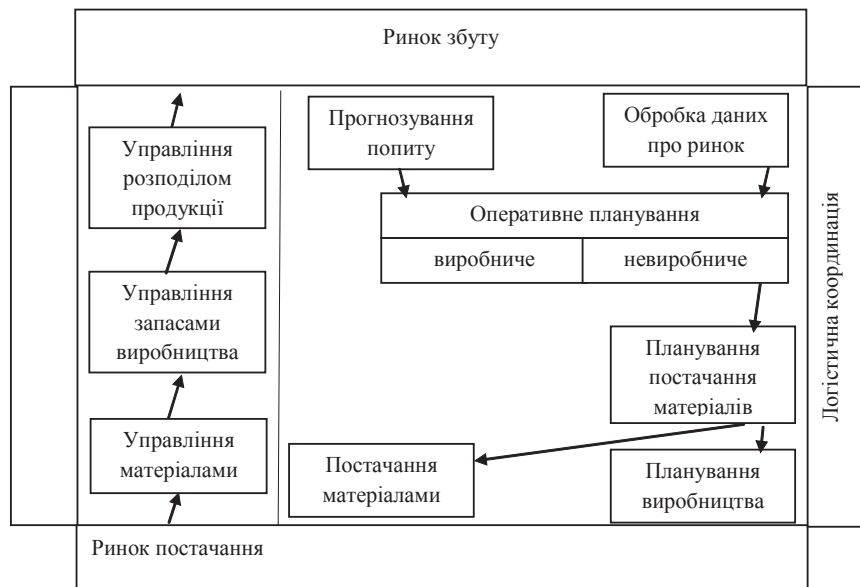 Ринок збуту
Управління
розподілом
продукції
Управління
запасами
виробництва
Управління
матеріалами
Прогнозування
попиту
Обробка даних
про ринок
Оперативне планування
виробниче
невиробниче
Планування
постачання
матеріалів
Постачання
матеріалами
Планування
виробництва
Логістична координація
Ринок постачання